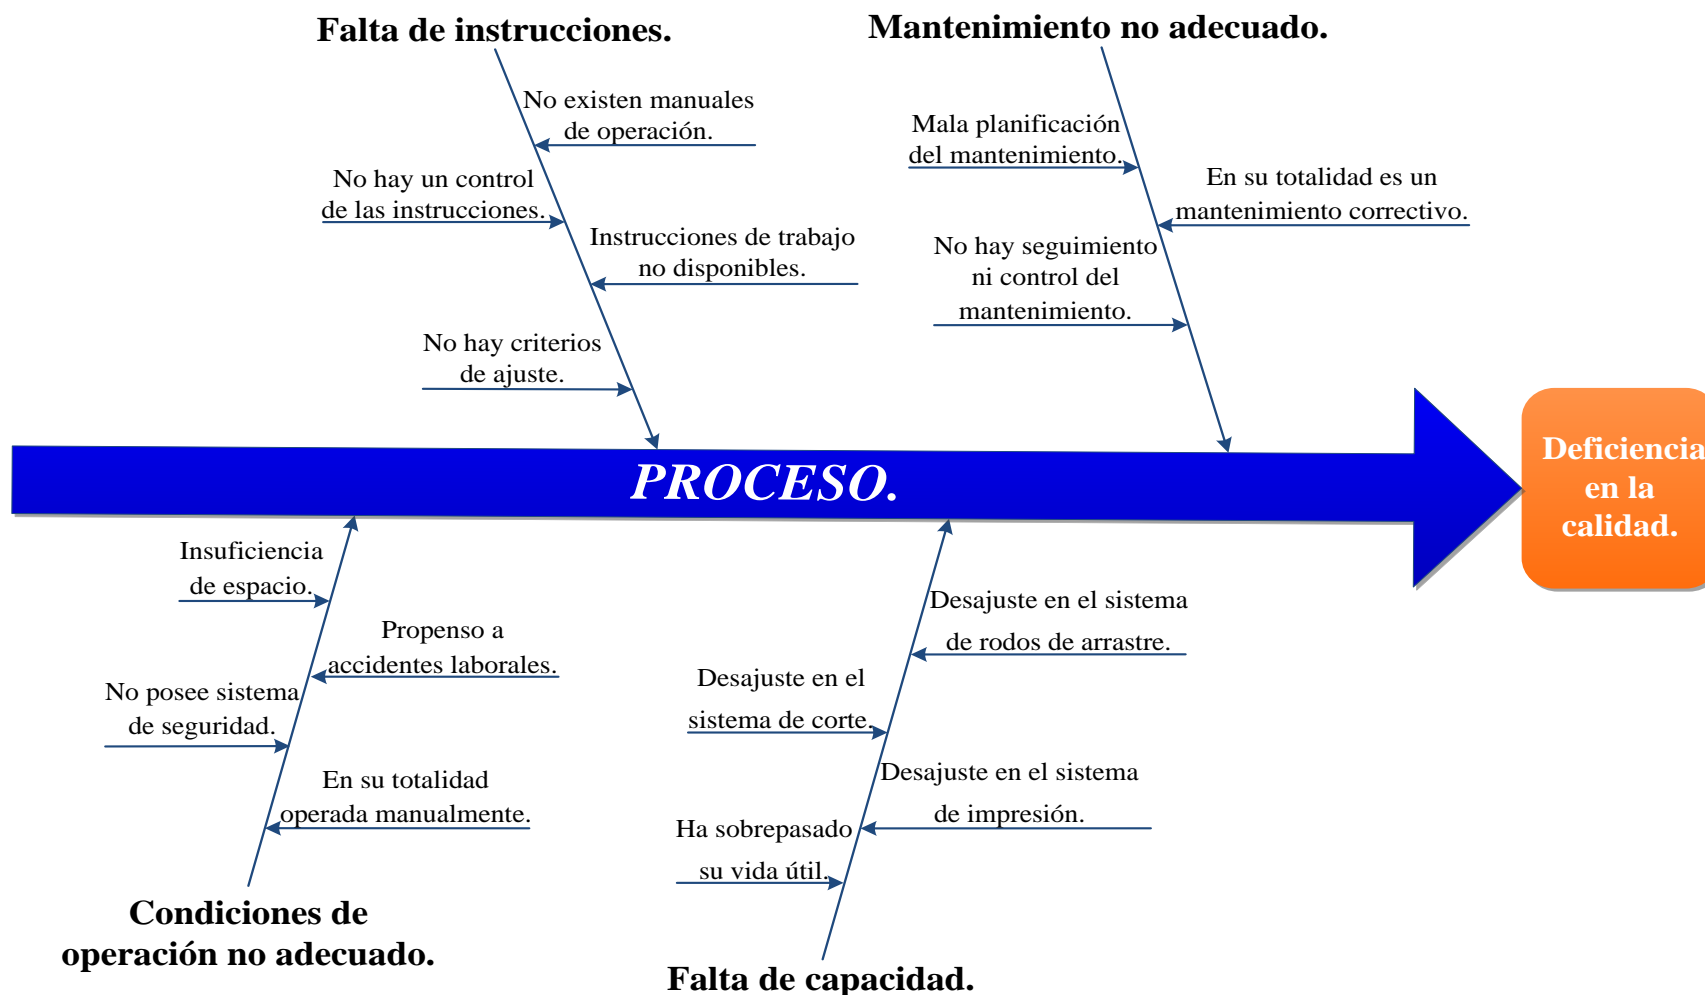 Falta de instrucciones.
Mantenimiento no adecuado.
No existen manuales
de operación.
No hay un control
de las instrucciones.
Instrucciones de trabajo
no disponibles.
No hay criterios
de ajuste.
Mala planificación
del mantenimiento.
En su totalidad es un
mantenimiento correctivo.
No hay seguimiento
ni control del
mantenimiento.
PROCESO.
Deficiencia
en la
calidad.
Insuficiencia
de espacio.
Propenso a
accidentes laborales.
No posee sistema
de seguridad.
En su totalidad
operada manualmente.
Condiciones de
operación no adecuado.
Desajuste en el sistema
de rodos de arrastre.
Desajuste en el
sistema de corte.
Desajuste en el sistema
de impresión.
Ha sobrepasado
su vida útil.
Falta de capacidad.